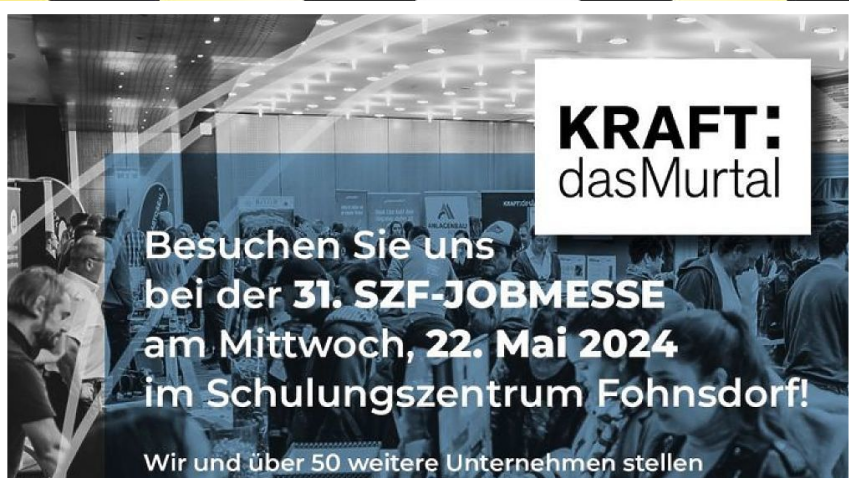 KRAFT:
dasMurtal
ANLAGENBAU
Besuchen Sie uns
bei der 31. SZF-JOBMESSE
am Mittwoch, 22. Mai 2024
im Schulungszentrum Fohnsdorf!
Wir und über 50 weitere Unternehmen stellen